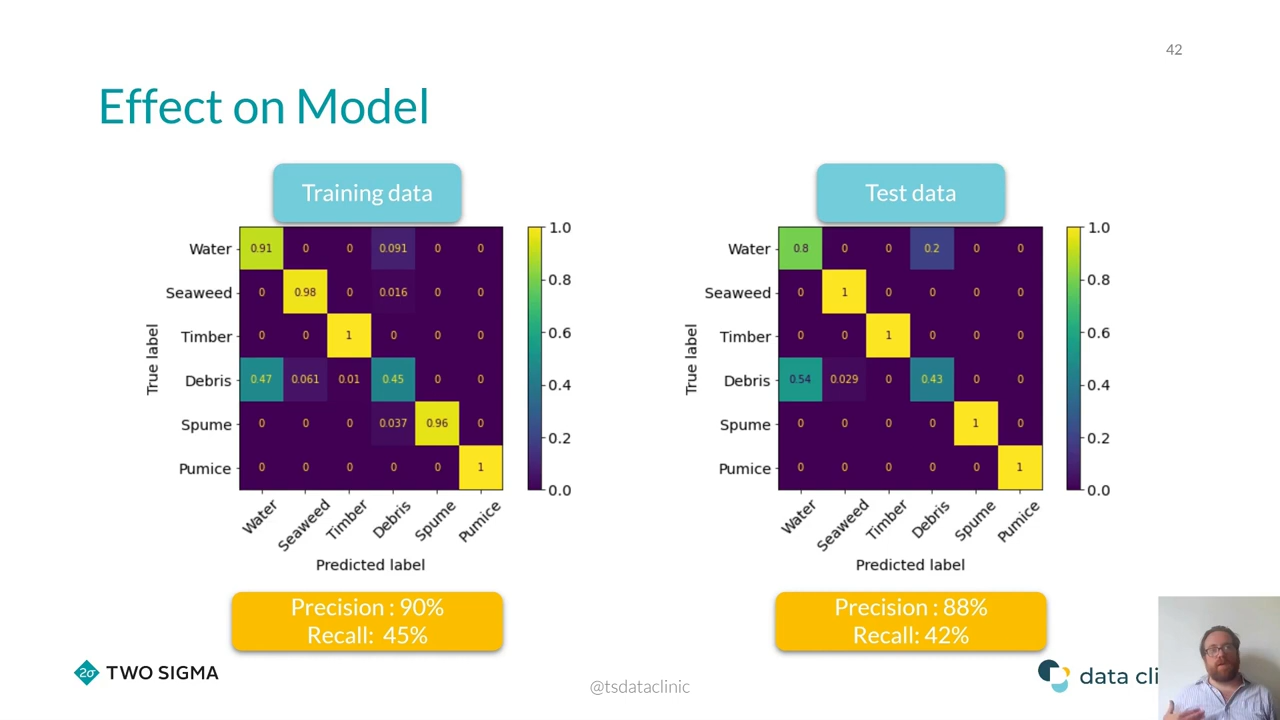 42
Effect on Model
Training data
Water 0.91 0 0 0.091 0 0
Seaweed 0 0.98 0 0.016 0 0
Timber 0 0 1 0 0 0
Debris 0.47 0.061 0.01 0.45 0 0
Spume 0 0 0 0.037 0.96 0
Pumice 0 0 0 0 0 1
True label
Water Seaweed Timber Debris Spume Pumice
Predicted label
1.0
0.8
0.6
0.4
0.2
0.0
Precision : 90%
Recall: 45%
Test data
Water 0.8 0 0 0.2 0 0
Seaweed 0 1 0 0 0 0
Timber 0 0 1 0 0 0
Debris 0.54 0.029 0 0.43 0 0
Spume 0 0 0 0 1 0
Pumice 0 0 0 0 0 1
True label
Water Seaweed Timber Debris Spume Pumice
Predicted label
1.0
0.8
0.6
0.4
0.2
0.0
Precision : 88%
Recall: 42%
2σ TWO SIGMA
@tsdataclinic
data cli